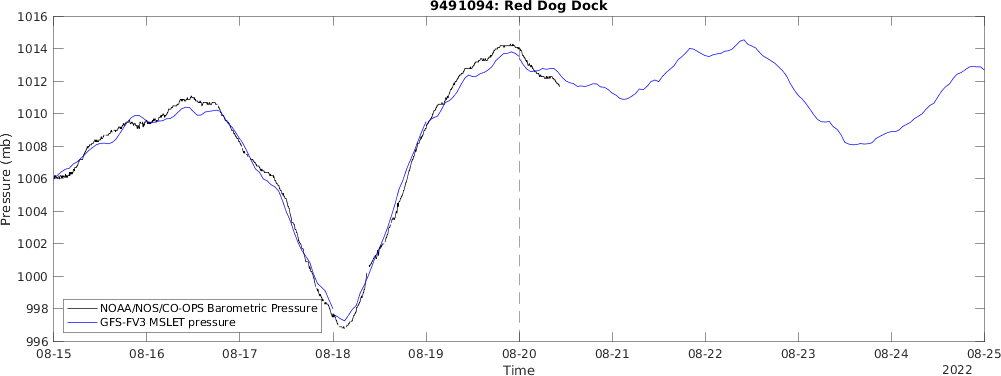 9491094: Red Dog Dock
1016
1014
1012
1010
1008
1006
1004
1002
1000
998
996
Pressure (mb)
NOAA/NOS/CO-OPS Barometric Pressure
GFS-FV3 MSLET pressure
08-15 08-16 08-17 08-18 08-19 08-20 08-21 08-22 08-23 08-24 08-25
Time
2022